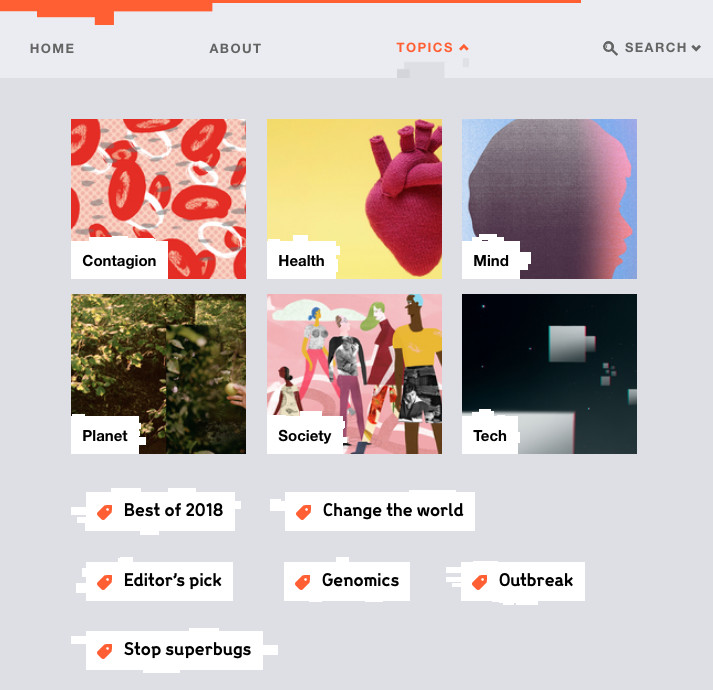 HOME ABOUT TOPICS SEARCH
Contagion Health Mind
Planet Society Tech
Best of 2018 Change the world
Editor's pick Genomics Outbreak
Stop superbugs